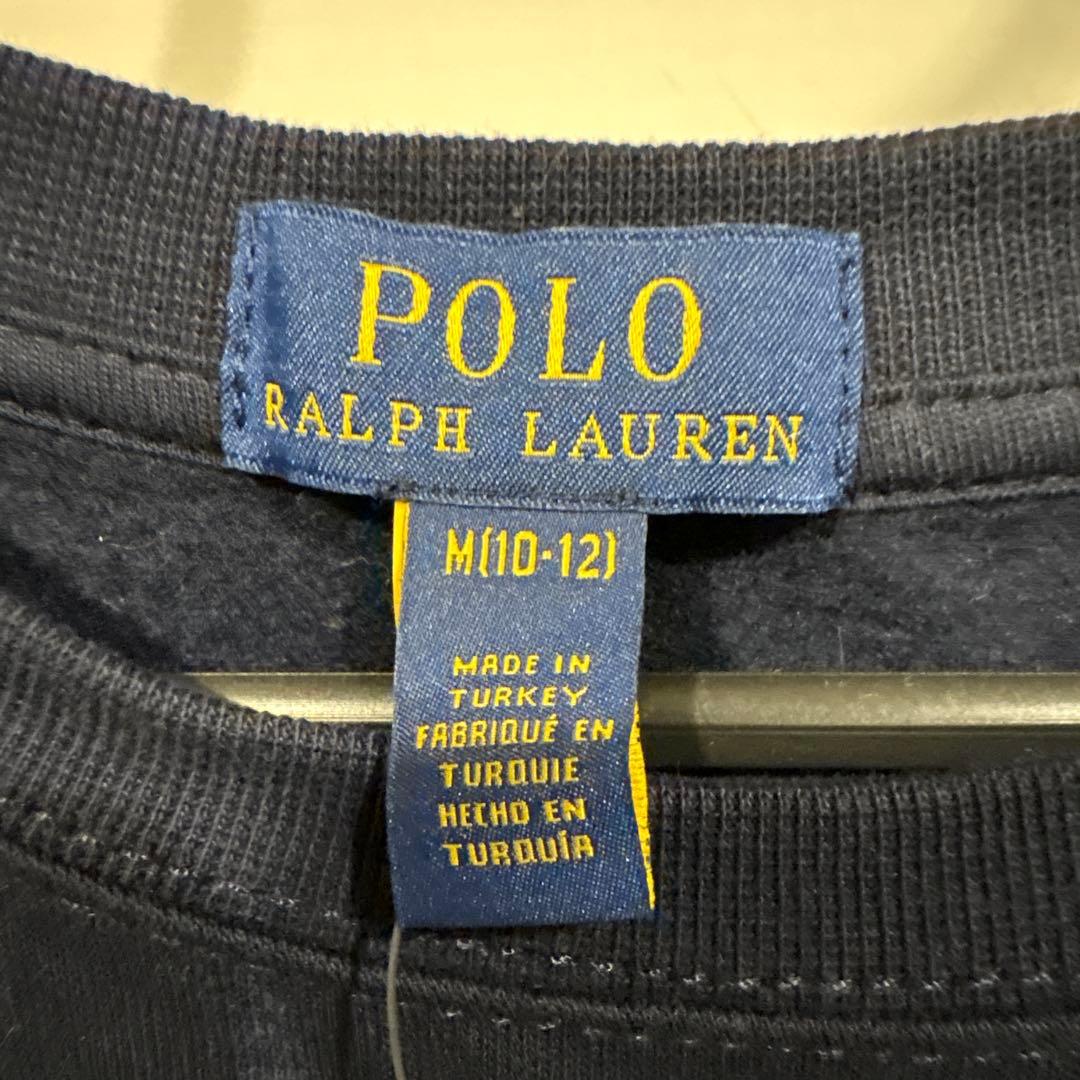 POLO
RALPH LAUREN
M(10-12)
MADE IN
TURKEY
FABRIQUÉ EN
TURQUIE
HECHO EN
TURQUÍA